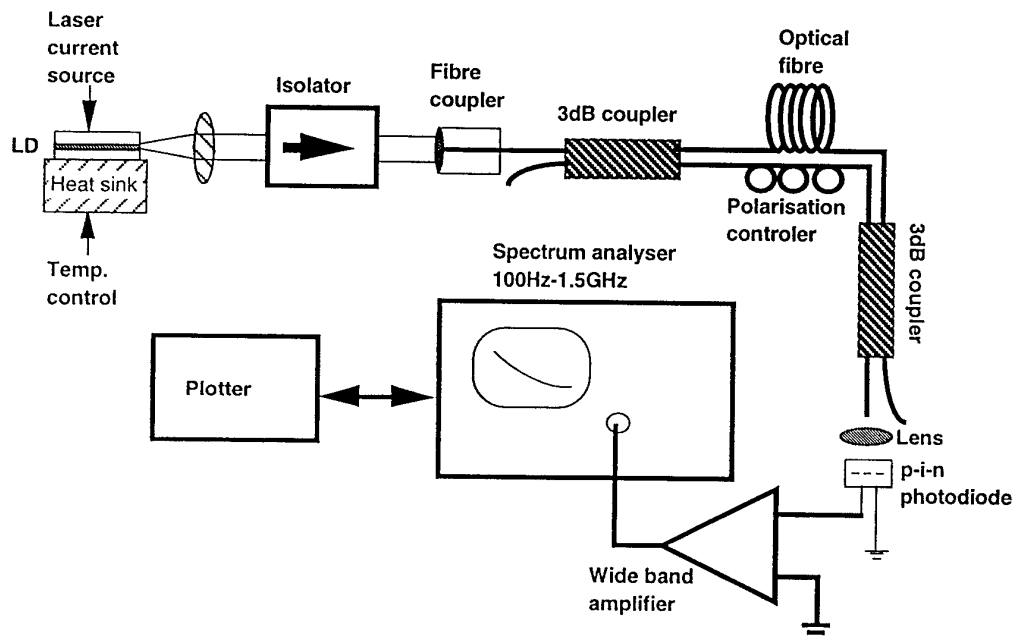 Laser
current
source
LD
Heat sink
Temp.
control
Isolator
Fibre
coupler
3dB coupler
Optical
fibre
Polarisation
controler
3dB coupler
Spectrum analyser
100Hz-1.5GHz
Plotter
Lens
p-i-n
photodiode
Wide band
amplifier